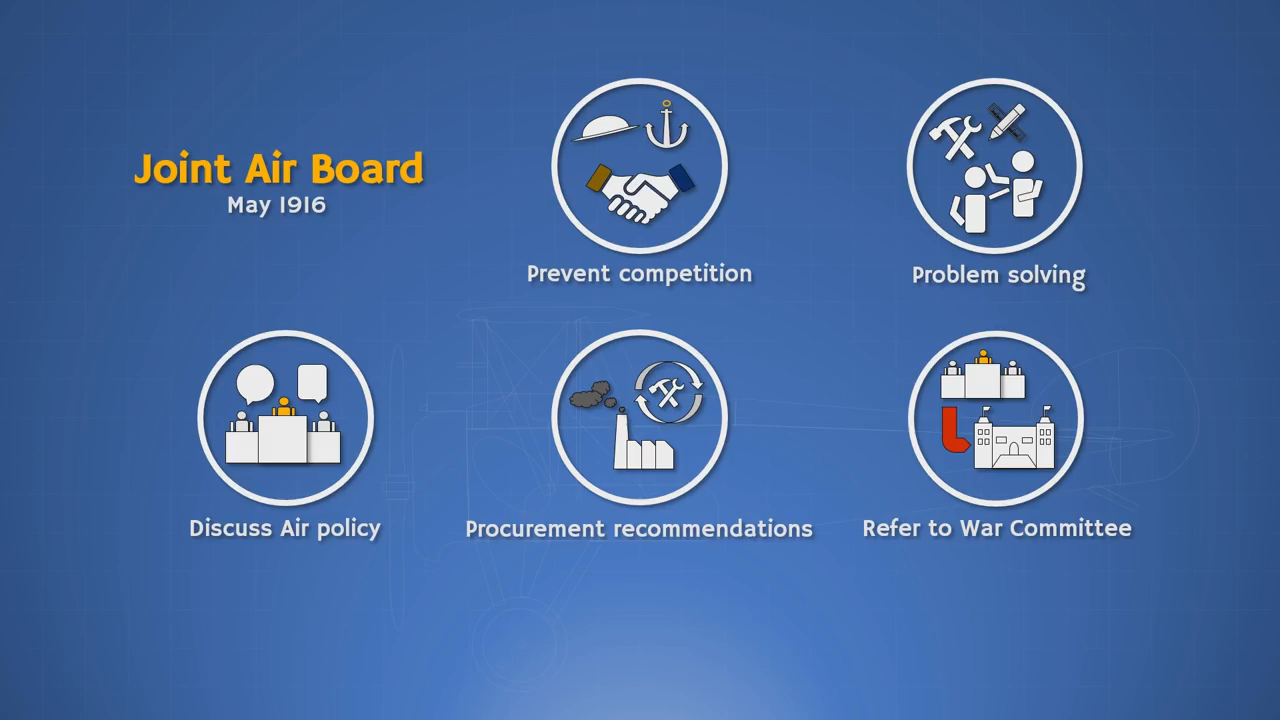 Joint Air Board
May 1916
Prevent competition
Problem solving
Discuss Air policy
Procurement recommendations
Refer to War Committee